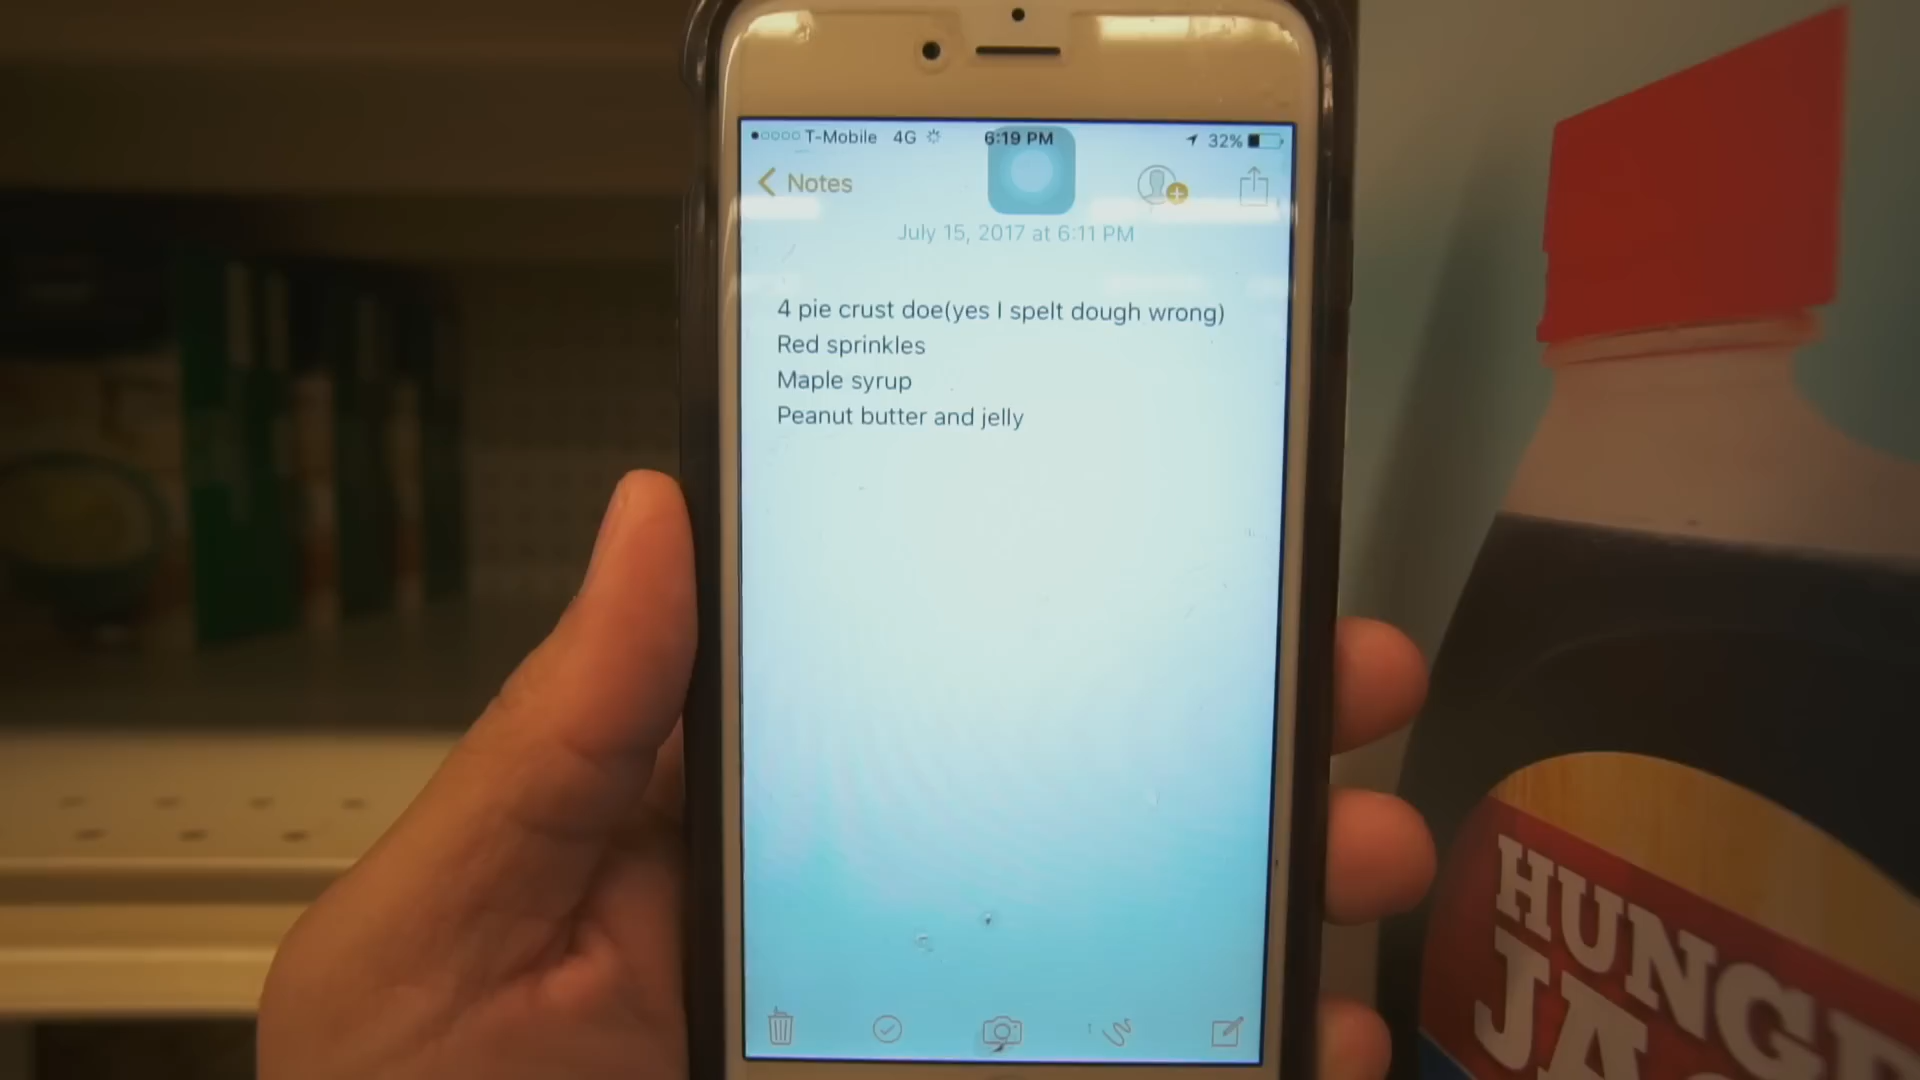 T-Mobile 4G 6:19 PM 32%
Notes
July 15, 2017 at 6:11 PM
4 pie crust doe(yes I spelt dough wrong)
Red sprinkles
Maple syrup
Peanut butter and jelly
HUNGR
JA